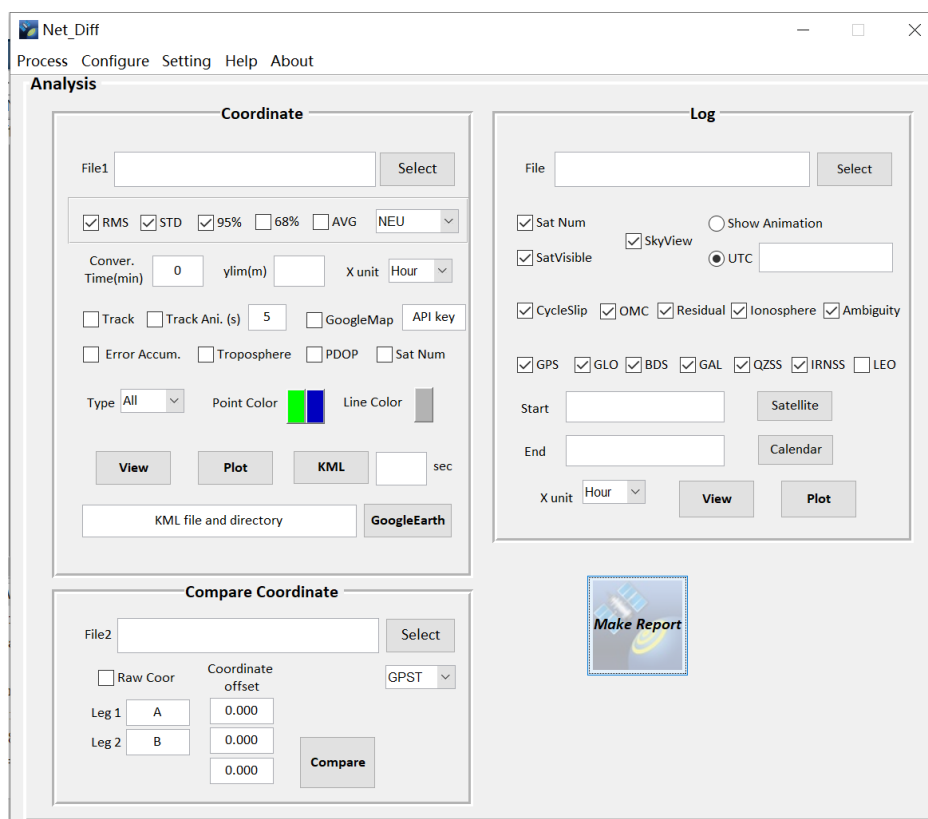 Net_Diff
Process Configure Setting Help About
Analysis
Coordinate
File1 Select
RMS STD 95% 68% AVG NEU
Conver.
Time(min) 0 ylim(m) X unit Hour
Track Track Ani. (s) 5 GoogleMap API key
Error Accum. Troposphere PDOP Sat Num
Type All Point Color Line Color
View Plot KML sec
KML file and directory GoogleEarth
Compare Coordinate
File2 Select
Raw Coor Coordinate
offset GPST
Leg 1 A 0.000
Leg 2 B 0.000
0.000 Compare
Log
File Select
Sat Num Show Animation
SkyView
SatVisible UTC
CycleSlip OMC Residual Ionosphere Ambiguity
GPS GLO BDS GAL QZSS IRNSS LEO
Start Satellite
End Calendar
X unit Hour View Plot
Make Report